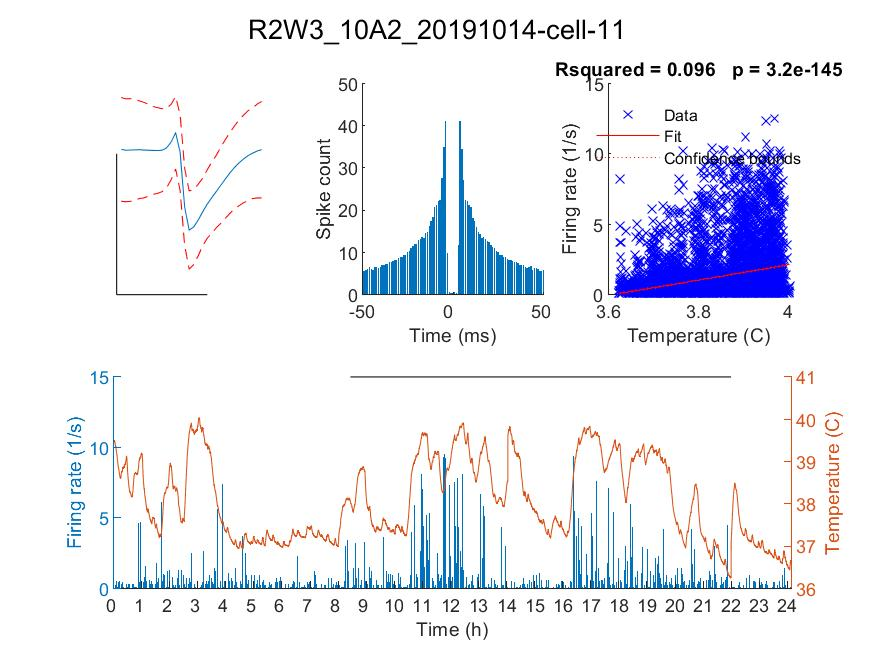 R2W3_10A2_20191014-cell-11
Rsquared = 0.096 p = 3.2e-145
50
40
30
20
10
0
Spike count
-50 0 50
Time (ms)
15
10
5
0
Firing rate (1/s)
Data
Fit
Confidence bounds
3.6 3.8 4
Temperature (C)
15
10
5
0
Firing rate (1/s)
41
40
39
38
37
36
Temperature (C)
0 1 2 3 4 5 6 7 8 9 10 11 12 13 14 15 16 17 18 19 20 21 22 23 24
Time (h)